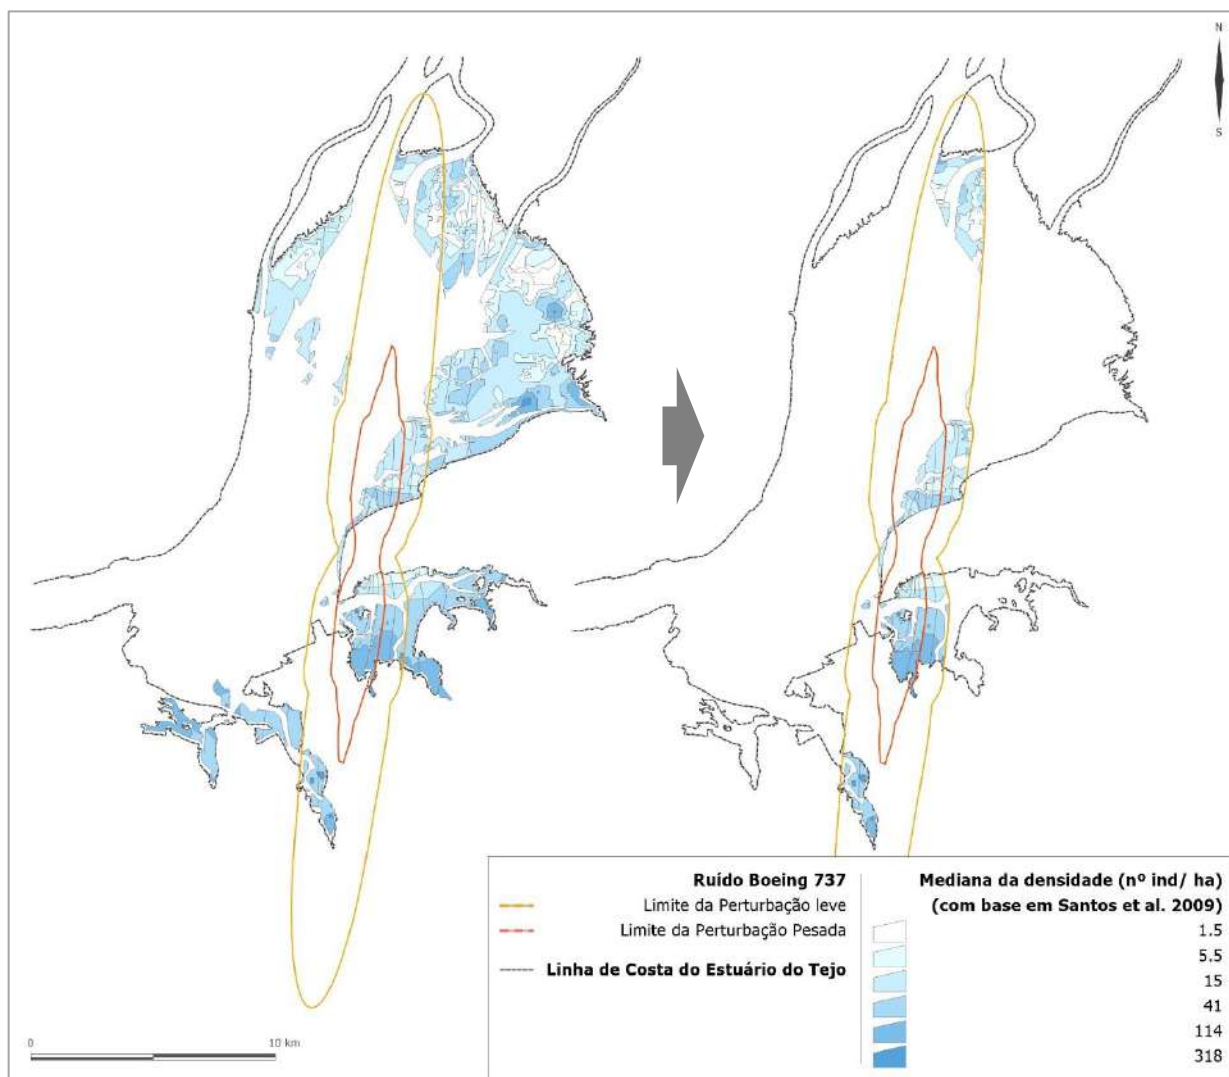 N
S
Ruído Boeing 737
Limite da Perturbação leve
Limite da Perturbação Pesada
Linha de Costa do Estuário do Tejo
Mediana da densidade (nº ind/ ha)
(com base em Santos et al. 2009)
1.5
5.5
15
41
114
318
0
10 km